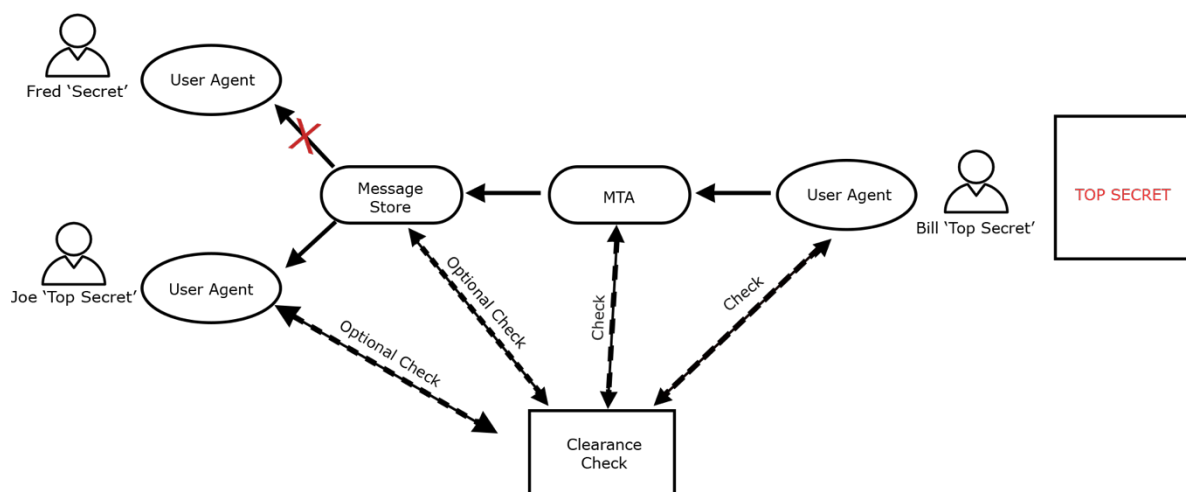 User Agent
Fred ‘Secret’
Message
Store
MTA
User Agent
Bill ‘Top Secret’
TOP SECRET
User Agent
Joe ‘Top Secret’
Optional Check
Optional Check
Check
Check
Clearance
Check